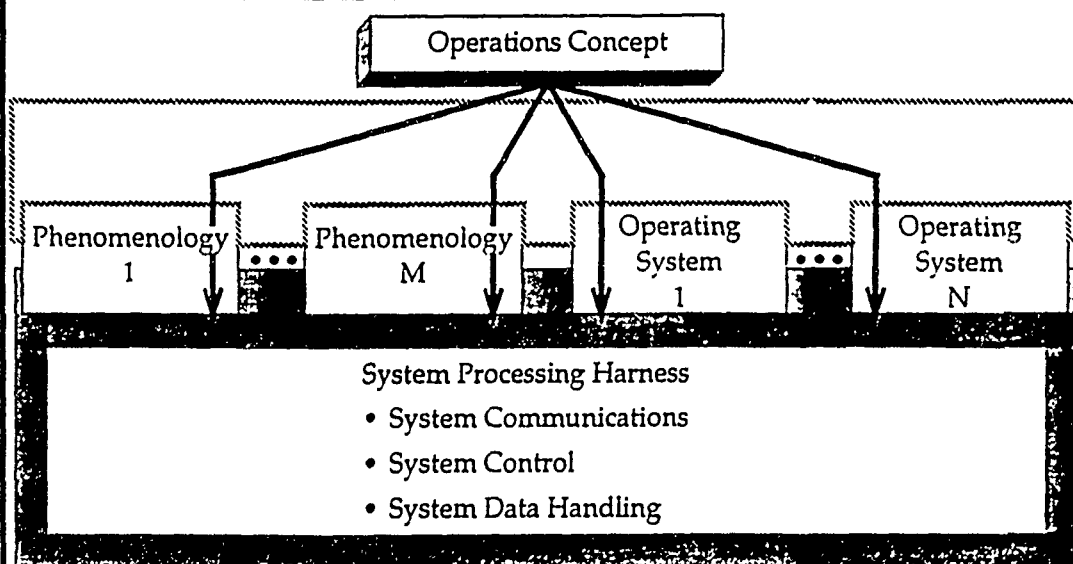 Operations Concept
Phenomenology
1
• • •
Phenomenology
M
Operating
System
1
• • •
Operating
System
N
System Processing Harness
• System Communications
• System Control
• System Data Handling